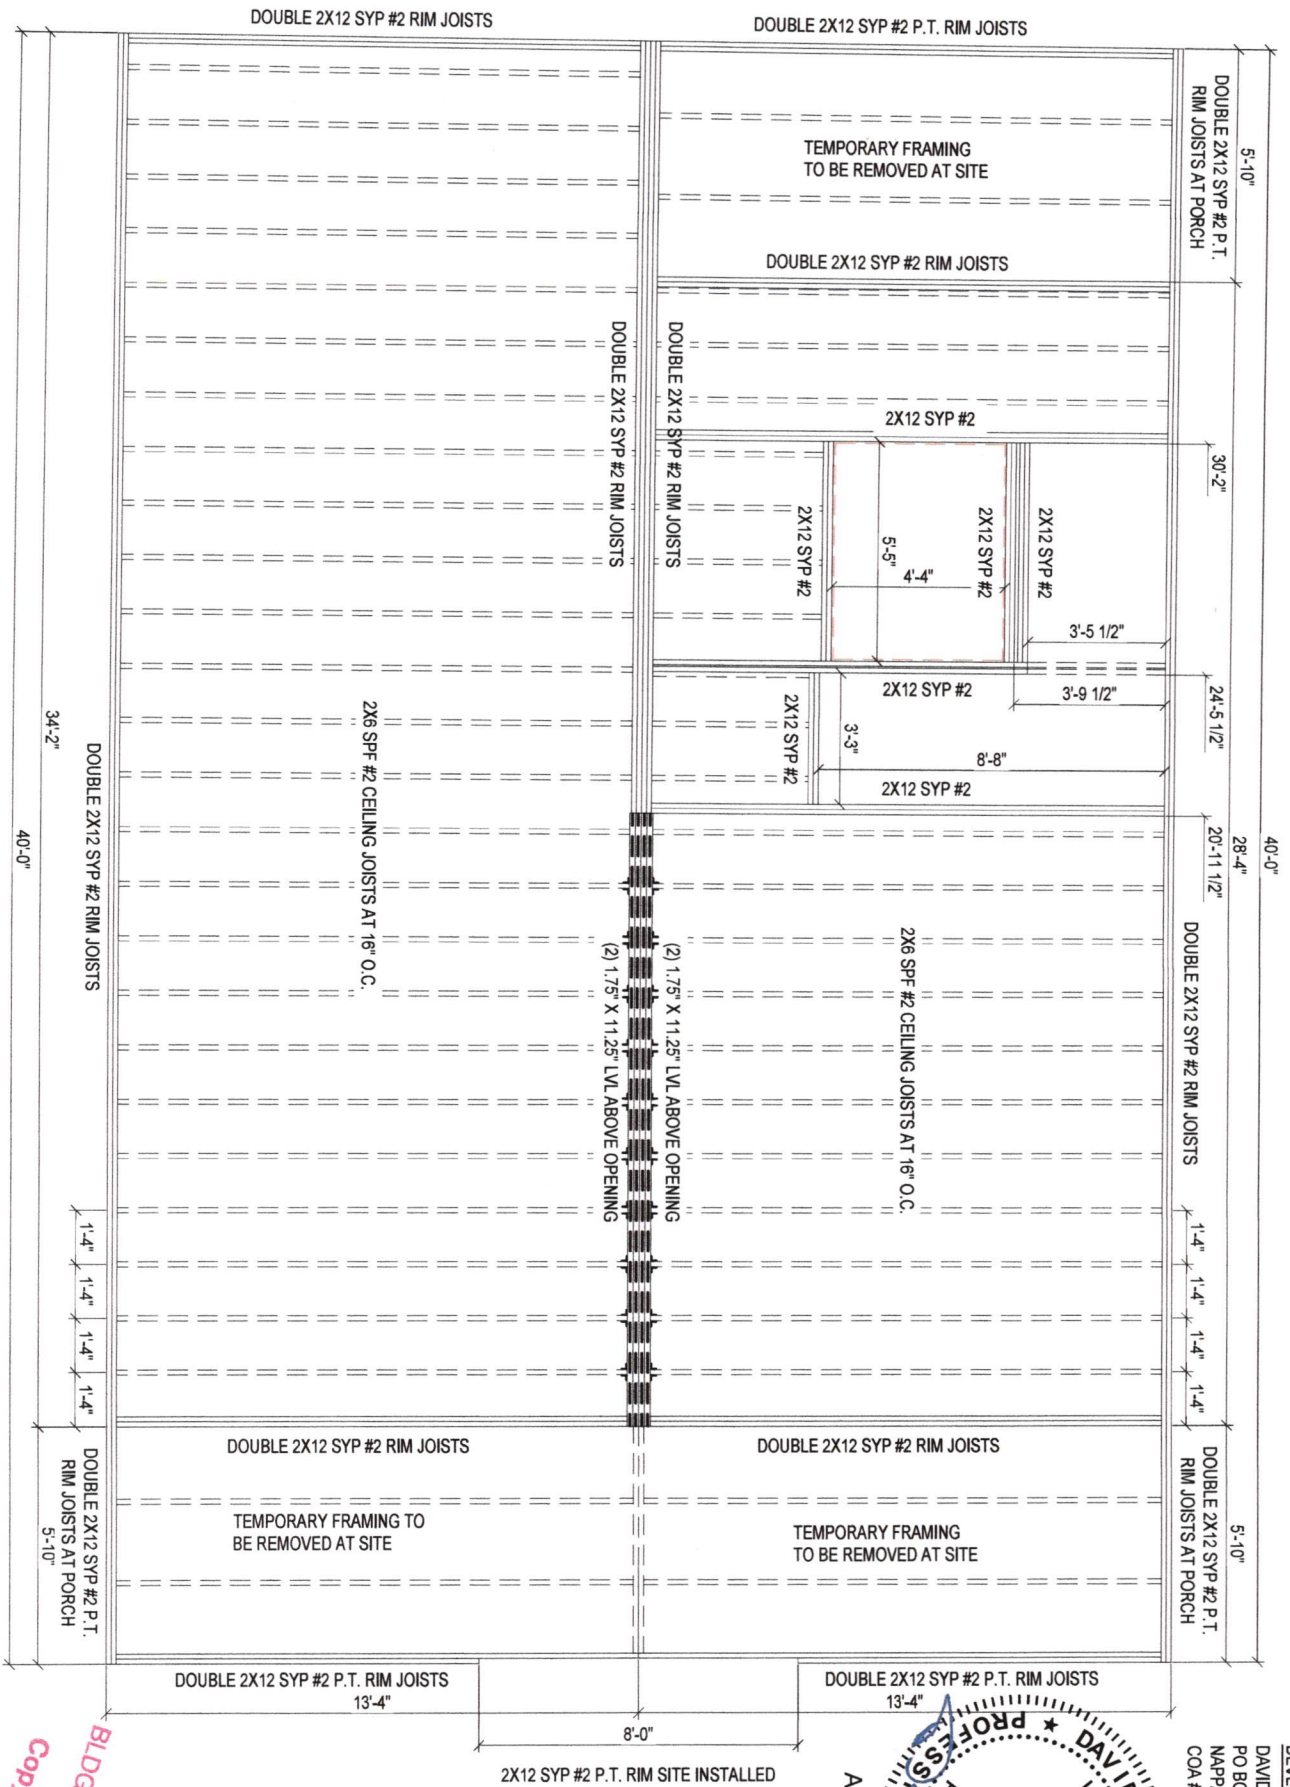 DOUBLE 2X12 SYP #2 RIM JOISTS
DOUBLE 2X12 SYP #2 P.T. RIM JOISTS
DOUBLE 2X12 SYP #2 P.T.
RIM JOISTS AT PORCH
5'-10"
40'-0"
TEMPORARY FRAMING
TO BE REMOVED AT SITE
DOUBLE 2X12 SYP #2 RIM JOISTS
DOUBLE 2X12 SYP #2 RIM JOISTS
DOUBLE 2X12 SYP #2 RIM JOISTS
2X12 SYP #2
30'-2"
2X12 SYP #2
5'-5"
4'-4"
2X12 SYP #2
2X12 SYP #2
3'-5 1/2"
2X12 SYP #2
3'-9 1/2"
24'-5 1/2"
2X12 SYP #2
3'-3"
8'-8"
2X12 SYP #2
20'-11 1/2"
28'-4"
34'-2"
40'-0"
DOUBLE 2X12 SYP #2 RIM JOISTS
2X6 SPF #2 CEILING JOISTS AT 16" O.C.
(2) 1.75" X 11.25" LVL ABOVE OPENING
(2) 1.75" X 11.25" LVL ABOVE OPENING
2X6 SPF #2 CEILING JOISTS AT 16" O.C.
DOUBLE 2X12 SYP #2 RIM JOISTS
1'-4"
1'-4"
1'-4"
1'-4"
1'-4"
1'-4"
1'-4"
1'-4"
DOUBLE 2X12 SYP #2 RIM JOISTS
DOUBLE 2X12 SYP #2 RIM JOISTS
DOUBLE 2X12 SYP #2 P.T.
RIM JOISTS AT PORCH
5'-10"
TEMPORARY FRAMING TO
BE REMOVED AT SITE
TEMPORARY FRAMING
TO BE REMOVED AT SITE
DOUBLE 2X12 SYP #2 P.T.
RIM JOISTS AT PORCH
5'-10"
DOUBLE 2X12 SYP #2 P.T. RIM JOISTS
13'-4"
DOUBLE 2X12 SYP #2 P.T. RIM JOISTS
13'-4"
8'-0"
2X12 SYP #2 P.T. RIM SITE INSTALLED
PROFESS
★ DAVI
DAVID
PO BO
NAPP
COA #
BLDG
Cop